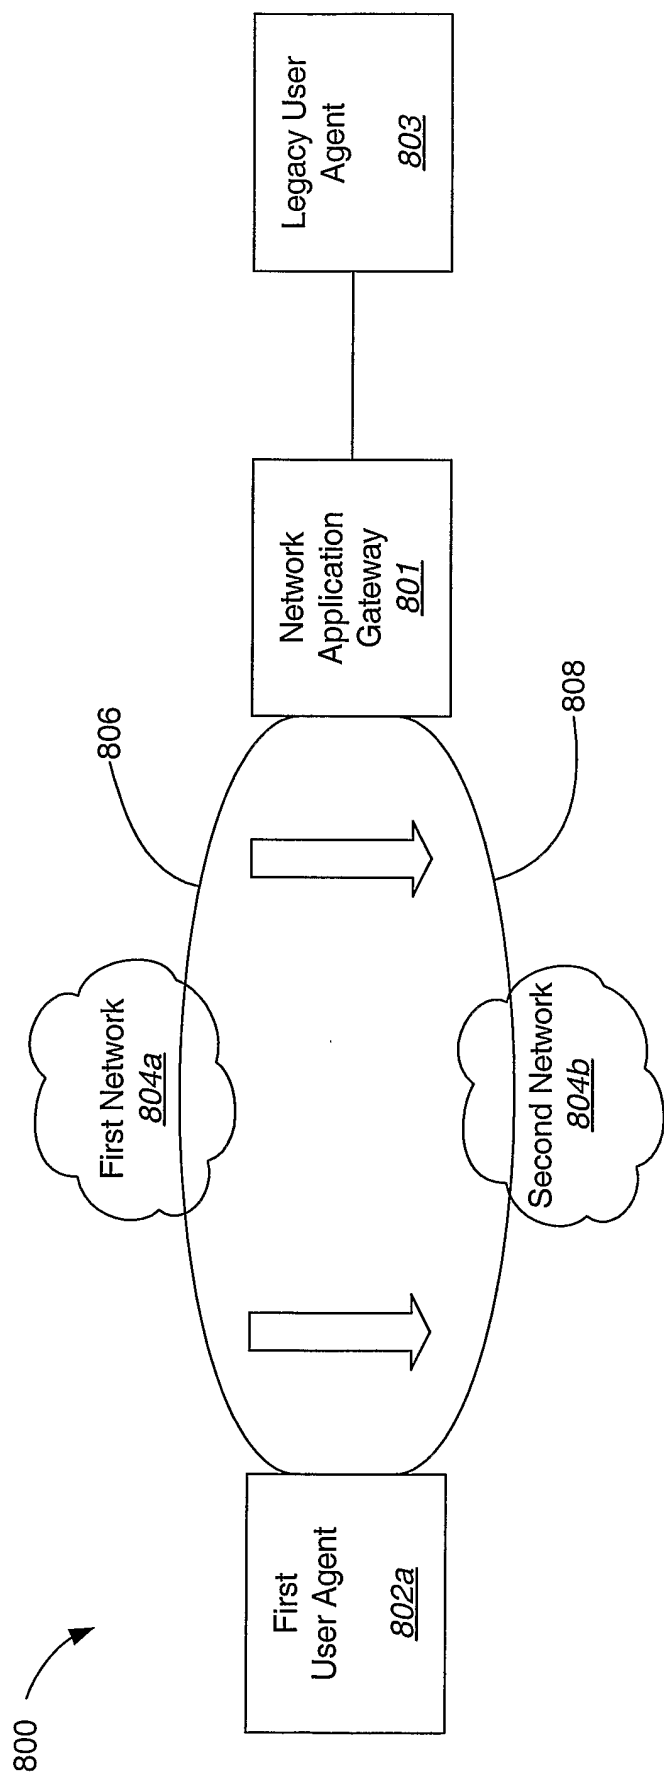 800
First
User Agent
802a
First Network
804a
Second Network
804b
806
808
Network
Application
Gateway
801
Legacy User
Agent
803